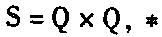 S = Q × Q, *